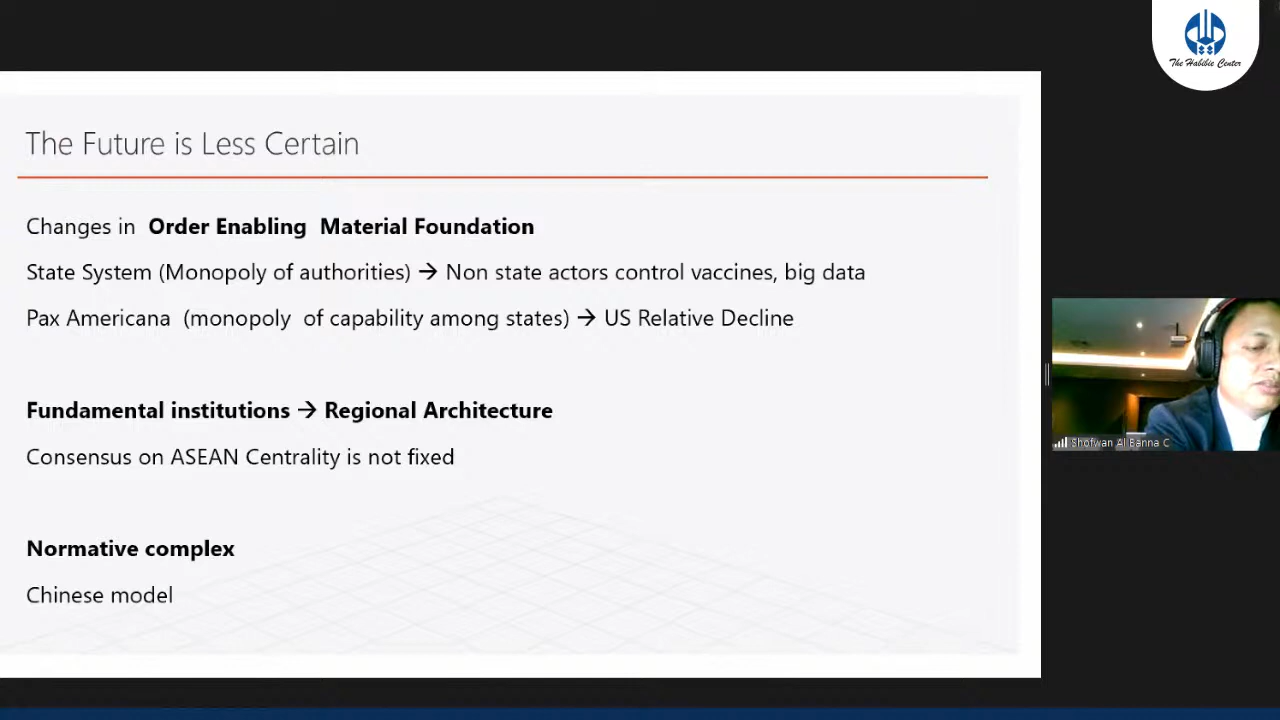 The Habibie Center
The Future is Less Certain
Changes in Order Enabling Material Foundation
State System (Monopoly of authorities) → Non state actors control vaccines, big data
Pax Americana (monopoly of capability among states) → US Relative Decline
Fundamental institutions → Regional Architecture
Consensus on ASEAN Centrality is not fixed
Normative complex
Chinese model
Shofwan Al Banna C